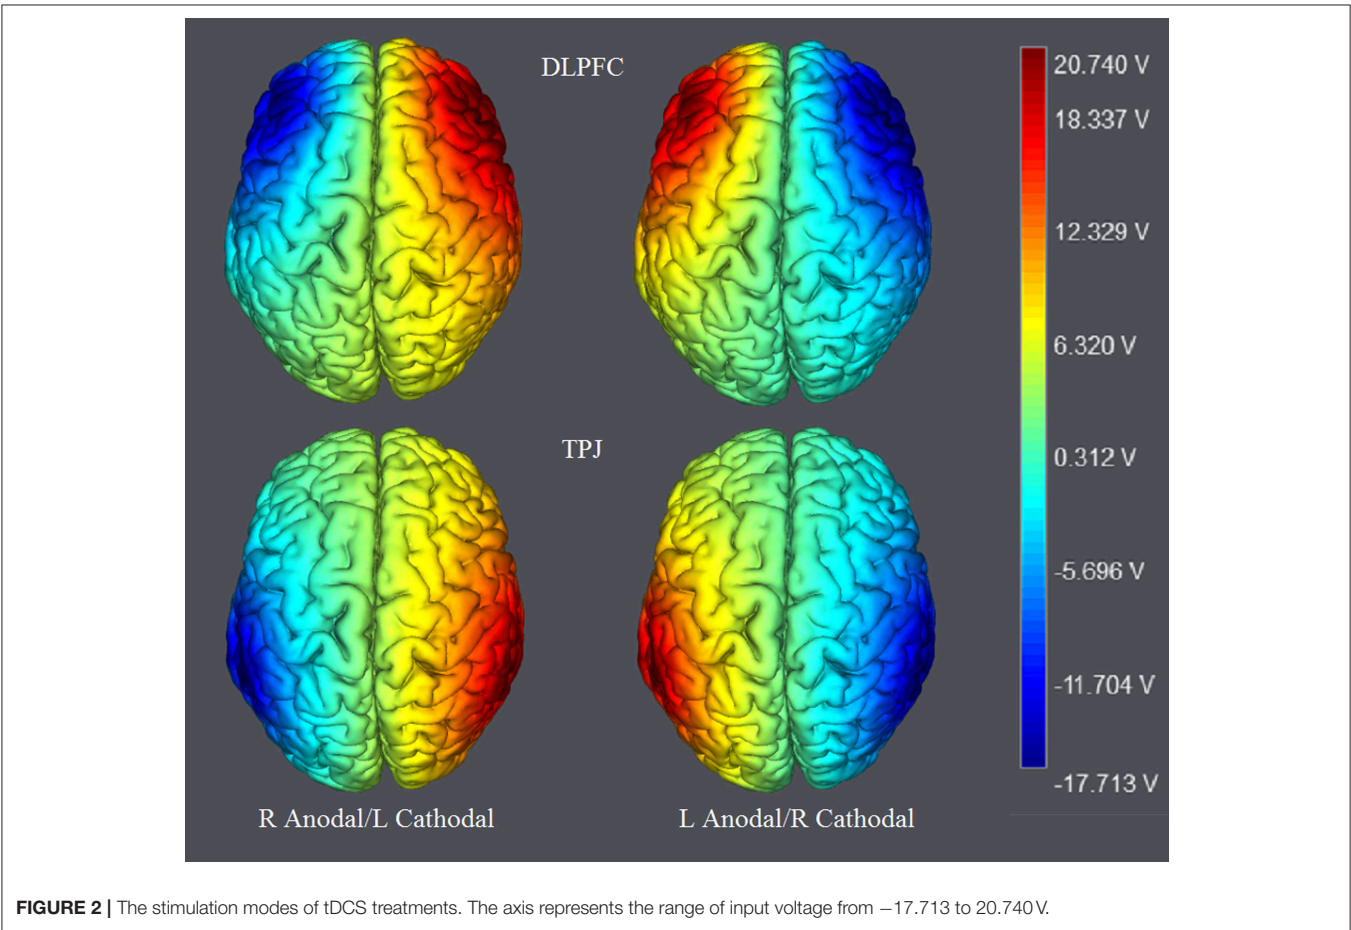 DLPFC
TPJ
R Anodal/L Cathodal
L Anodal/R Cathodal
20.740 V
18.337 V
12.329 V
6.320 V
0.312 V
-5.696 V
-11.704 V
-17.713 V
FIGURE 2 | The stimulation modes of tDCS treatments. The axis represents the range of input voltage from −17.713 to 20.740 V.